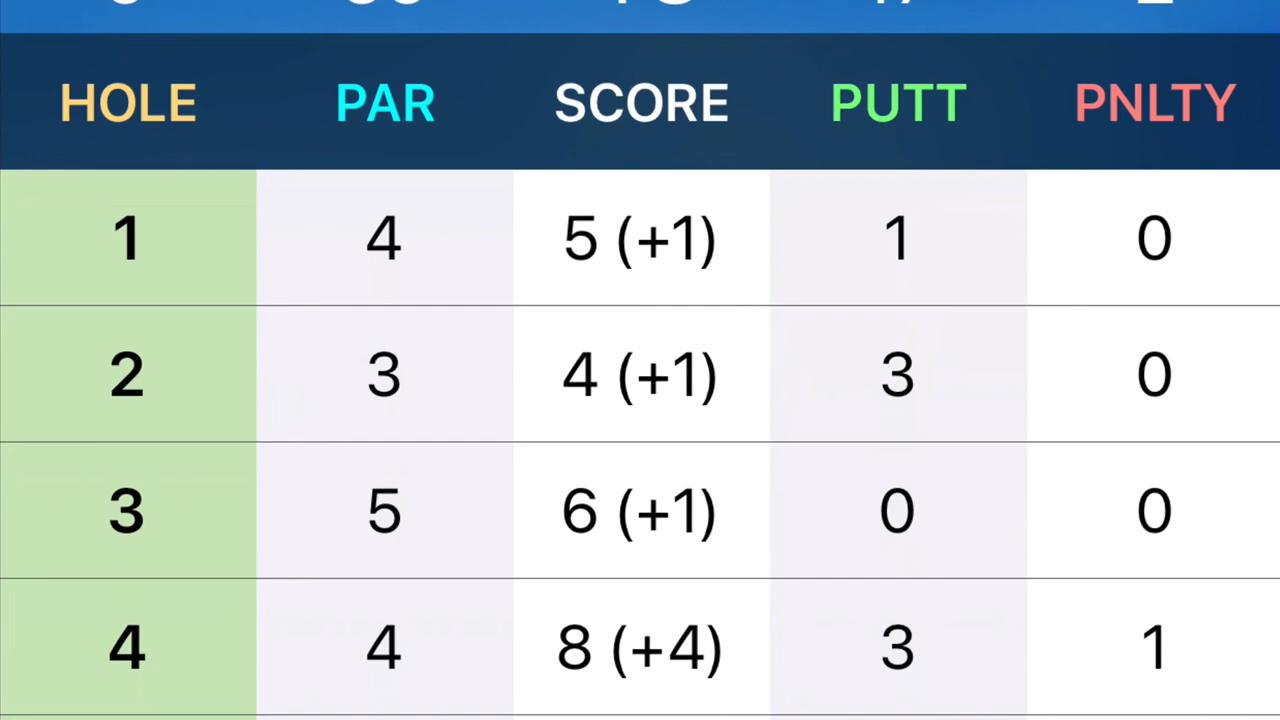 HOLE PAR SCORE PUTT PNLTY
1 4 5 (+1) 1 0
2 3 4 (+1) 3 0
3 5 6 (+1) 0 0
4 4 8 (+4) 3 1